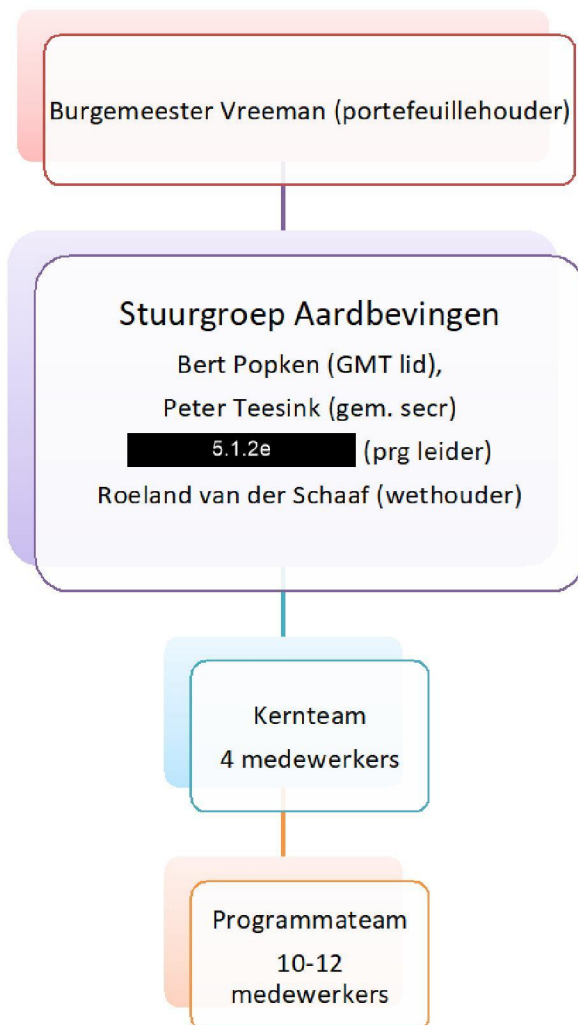 Burgemeester Vreeman (portefeuillehouder)
Stuurgroep Aardbevingen
Bert Popken (GMT lid),
Peter Teesink (gem. secr)
5.1.2e (prg leider)
Roeland van der Schaaf (wethouder)
Kernteam
4 medewerkers
Programmateam
10-12
medewerkers